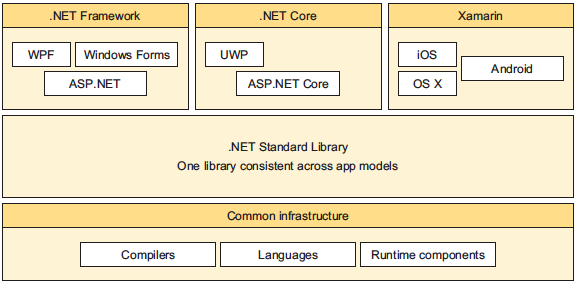 .NET Framework
WPF
Windows Forms
ASP.NET
.NET Core
UWP
ASP.NET Core
Xamarin
iOS
Android
OS X
.NET Standard Library
One library consistent across app models
Common infrastructure
Compilers
Languages
Runtime components